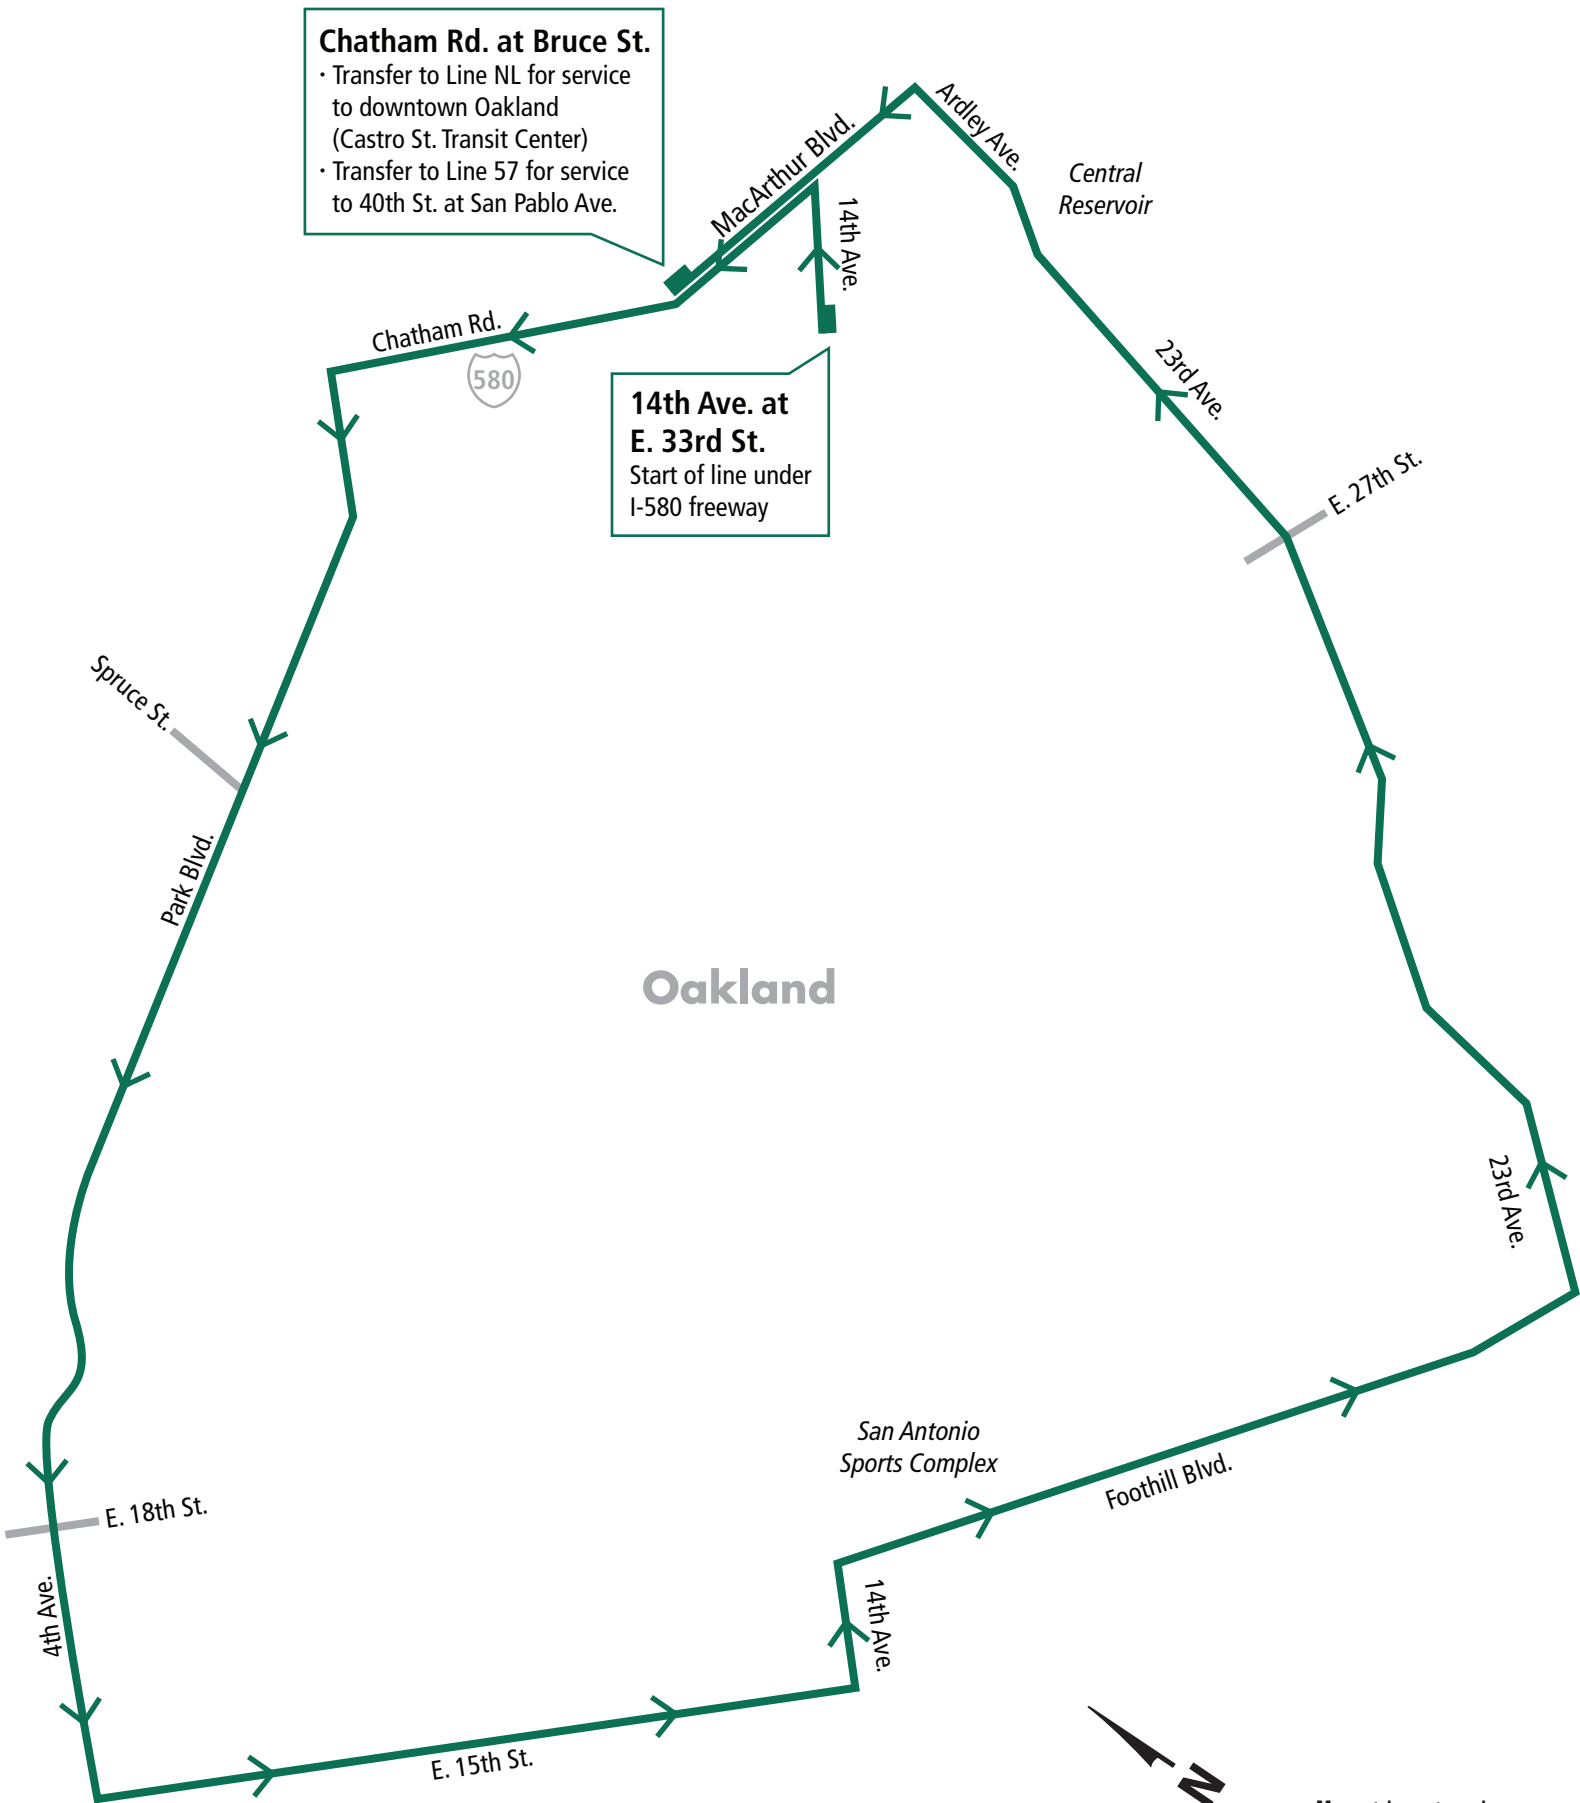 Chatham Rd. at Bruce St.
· Transfer to Line NL for service
to downtown Oakland
(Castro St. Transit Center)
· Transfer to Line 57 for service
to 40th St. at San Pablo Ave.
Ardley Ave.
MacArthur Blvd.
Central
Reservoir
14th Ave.
Chatham Rd.
580
23rd Ave.
14th Ave. at
E. 33rd St.
Start of line under
I-580 freeway
E. 27th St.
Spruce St.
Park Blvd.
Oakland
23rd Ave.
San Antonio
Sports Complex
Foothill Blvd.
E. 18th St.
4th Ave.
14th Ave.
E. 15th St.
N